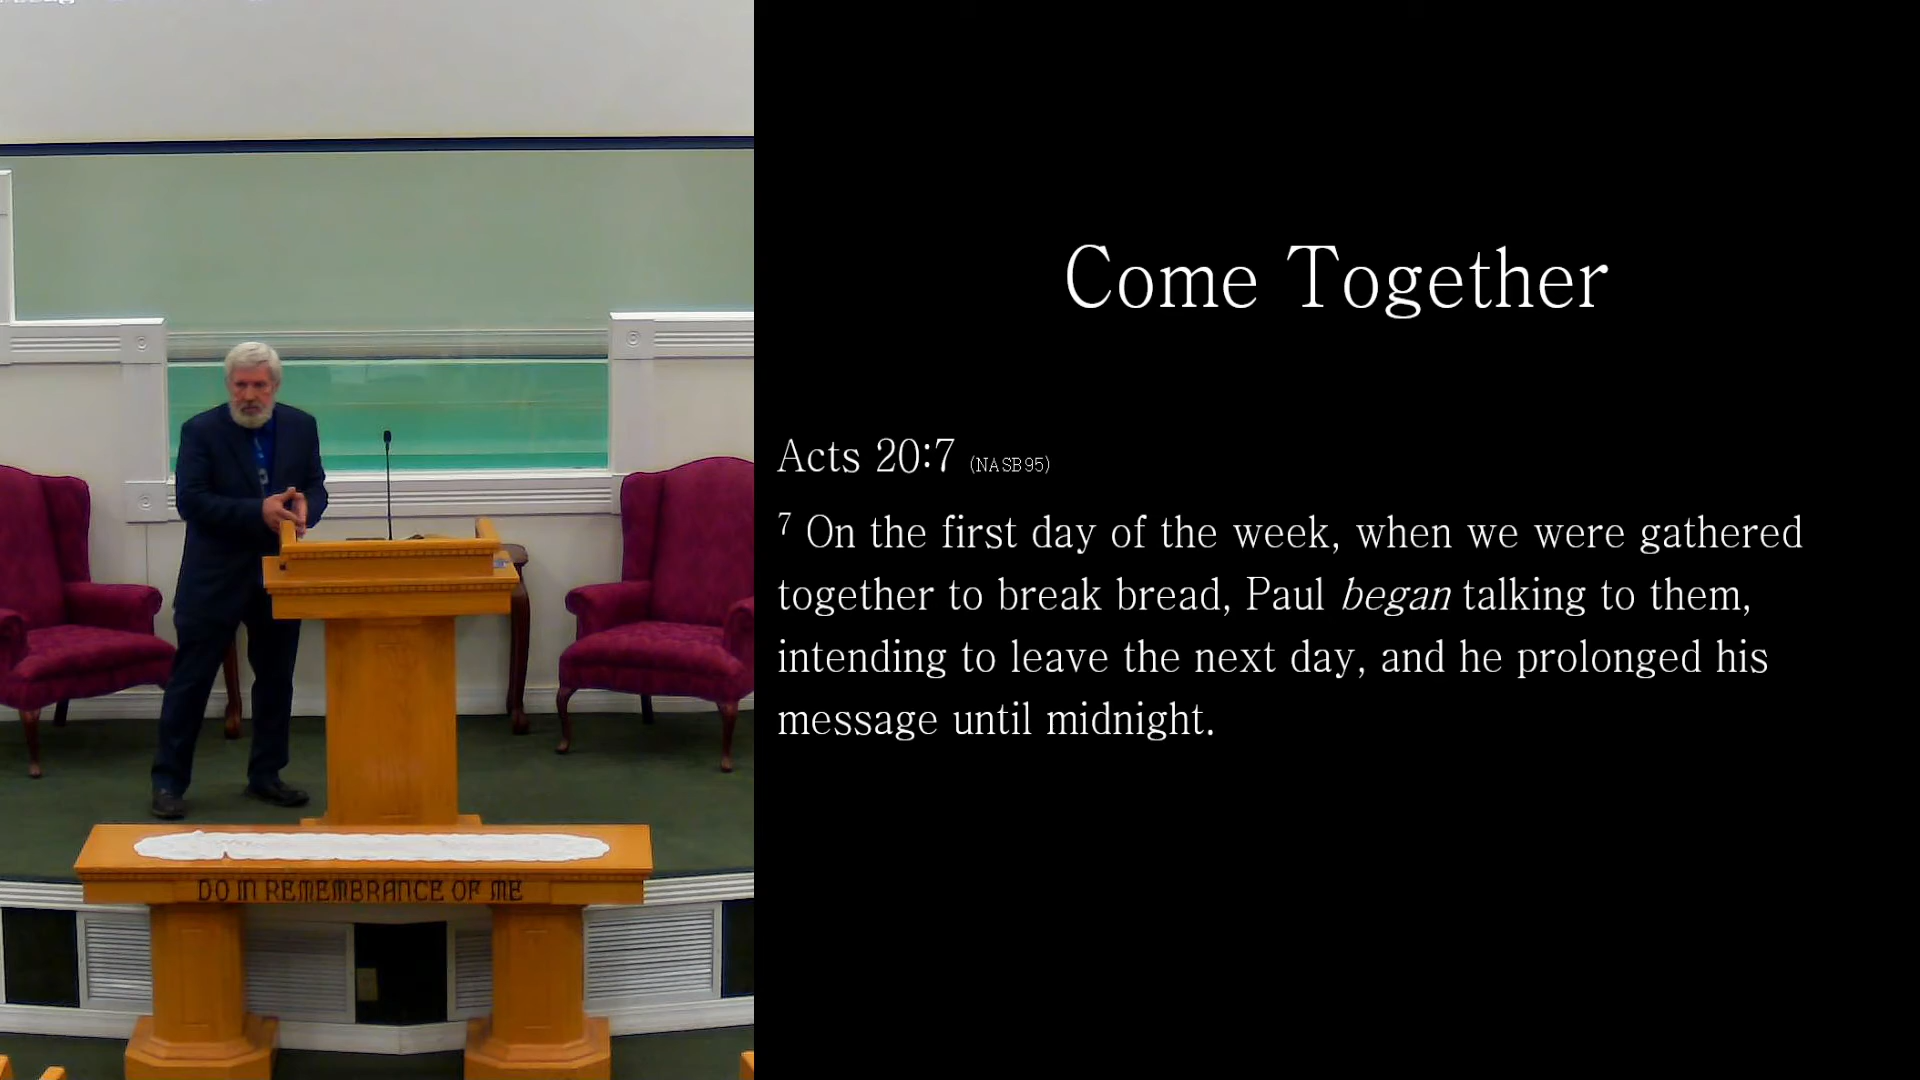 Come Together
Acts 20:7 (NASB95)
7 On the first day of the week, when we were gathered
together to break bread, Paul began talking to them,
intending to leave the next day, and he prolonged his
message until midnight.
DO IN REMEMBRANCE OF ME